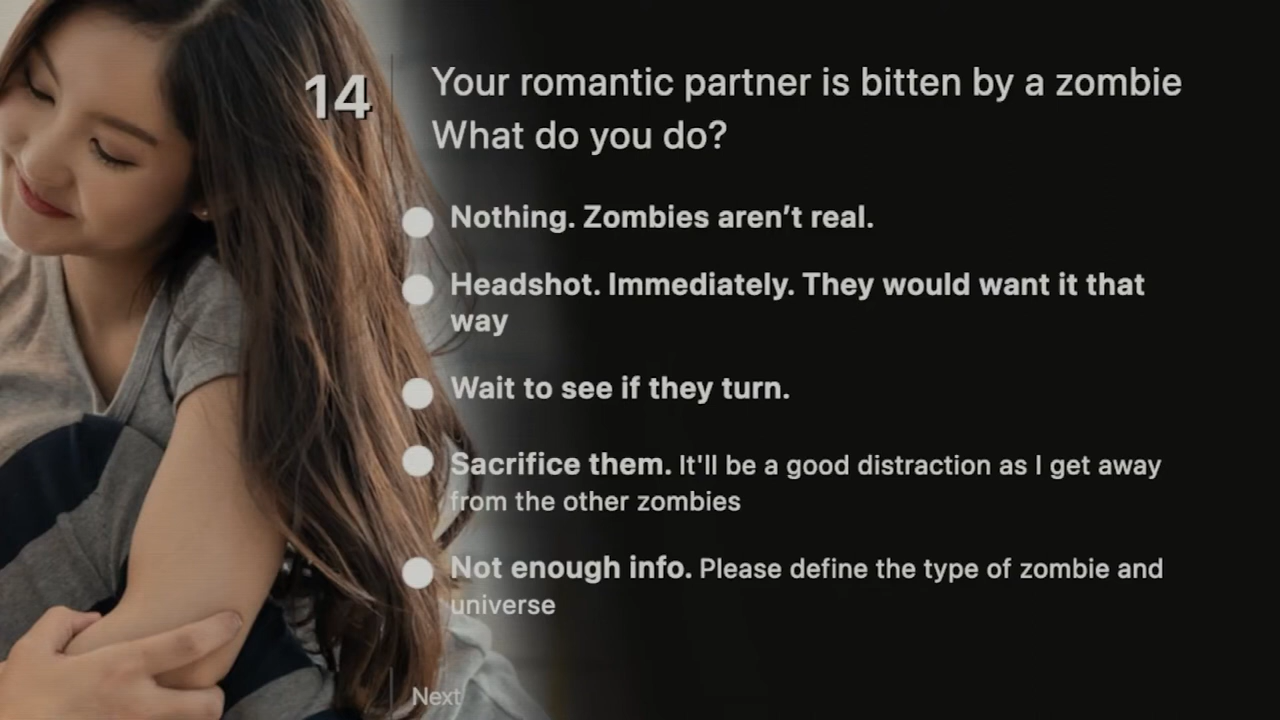 14
Your romantic partner is bitten by a zombie
What do you do?
Nothing. Zombies aren’t real.
Headshot. Immediately. They would want it that
way
Wait to see if they turn.
Sacrifice them. It'll be a good distraction as I get away
from the other zombies
Not enough info. Please define the type of zombie and
universe
Next